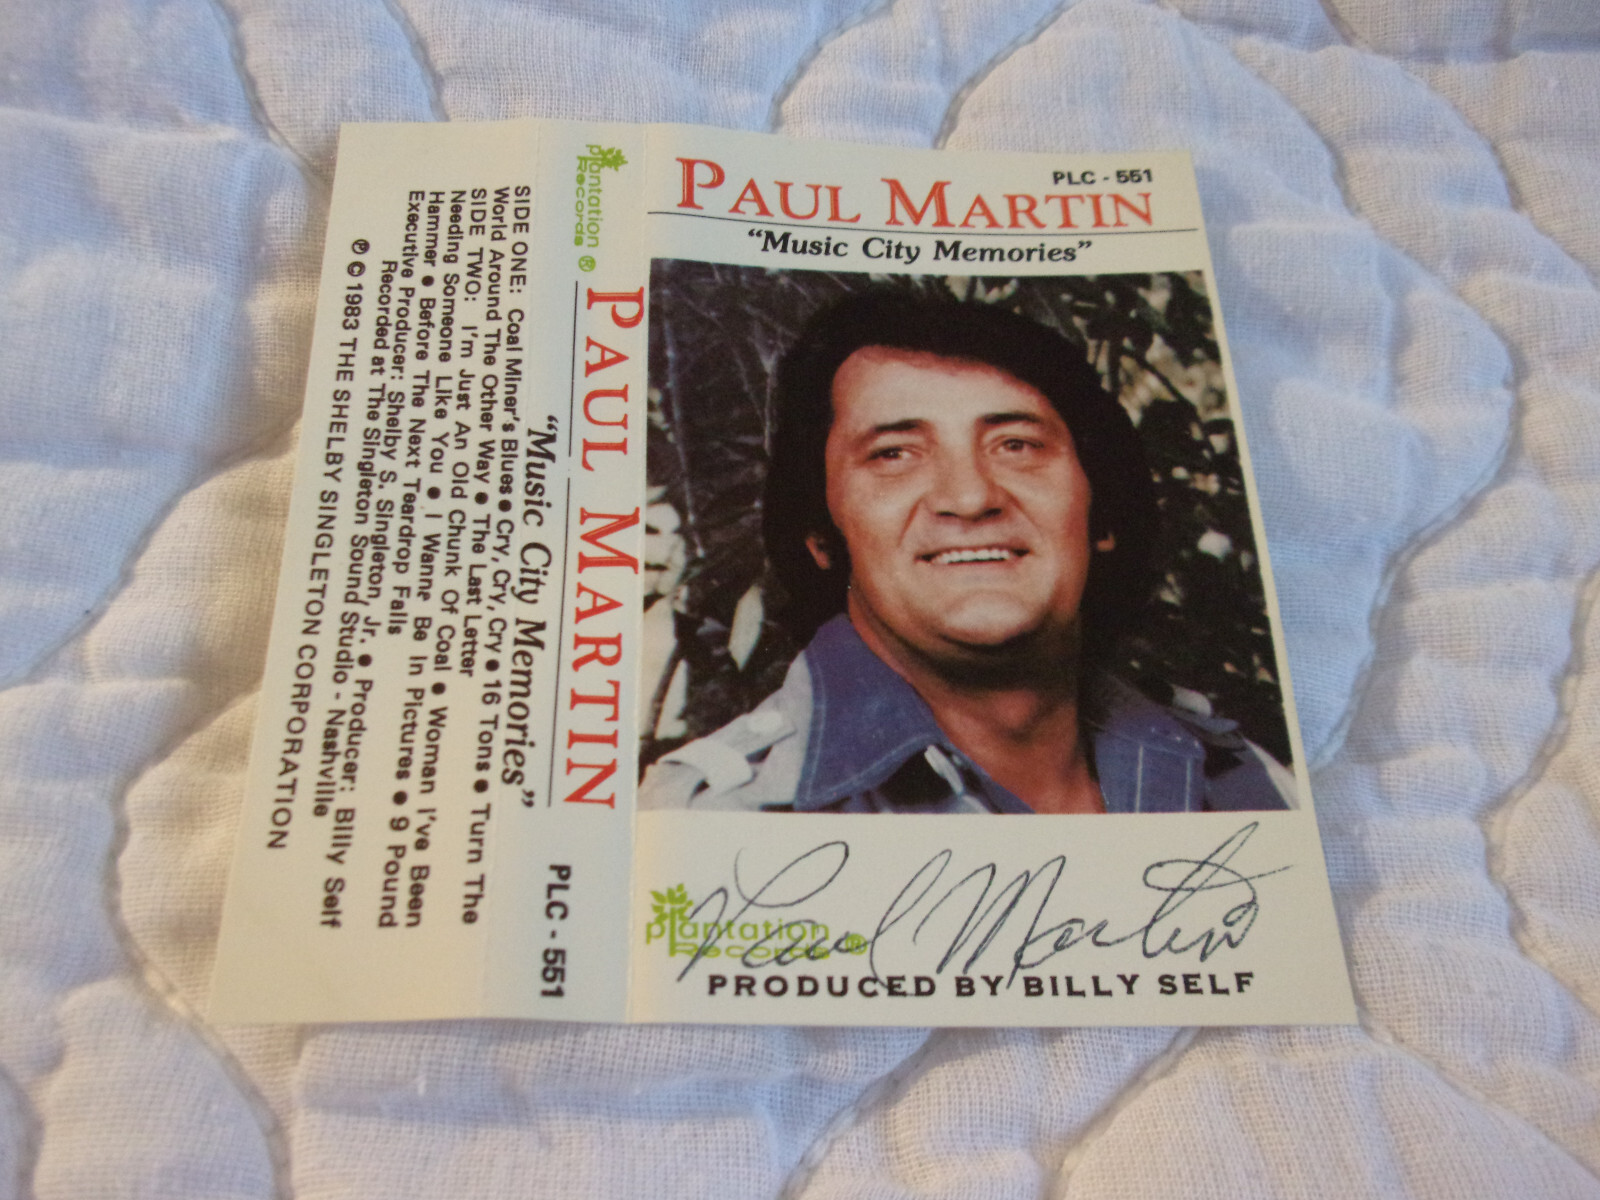 PLC - 551
PAUL MARTIN
"Music City Memories"
Paul Martin
plantation
Records ®
PRODUCED BY BILLY SELF
plantation
Records ®
PAUL MARTIN
"Music City Memories"
PLC - 551
SIDE ONE: Coal Miner's Blues ● Cry, Cry, Cry ● 16 Tons ● Turn The
World Around The Other Way ● The Last Letter
SIDE TWO: I'm Just An Old Chunk Of Coal ● Woman I've Been
Needing Someone Like You ● I Wanne Be In Pictures ● 9 Pound
Hammer ● Before The Next Teardrop Falls
Executive Producer: Shelby S. Singleton, Jr. ● Producer: Billy Self
Recorded at The Singleton Sound Studio - Nashville
℗ © 1983 THE SHELBY SINGLETON CORPORATION